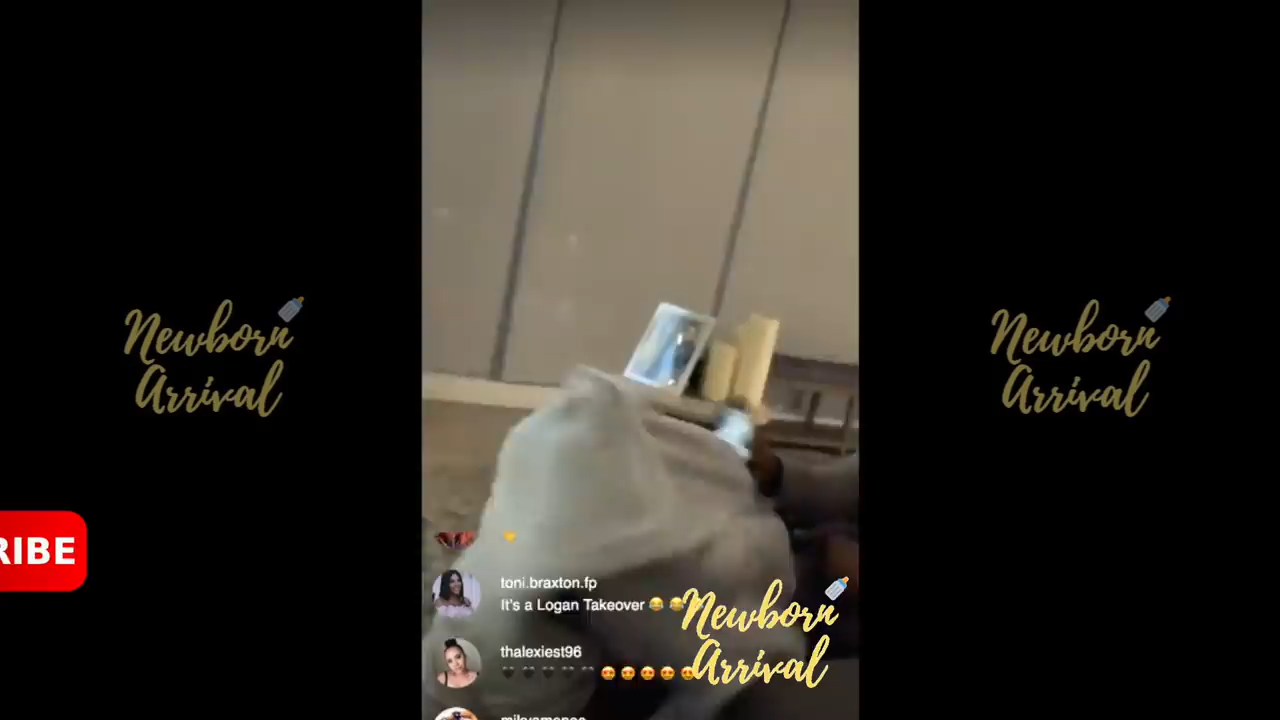 Newborn
Arrival
Newborn
Arrival
RIBE
toni.braxton.fp
It's a Logan Takeover
thalexiest96
Newborn
Arrival